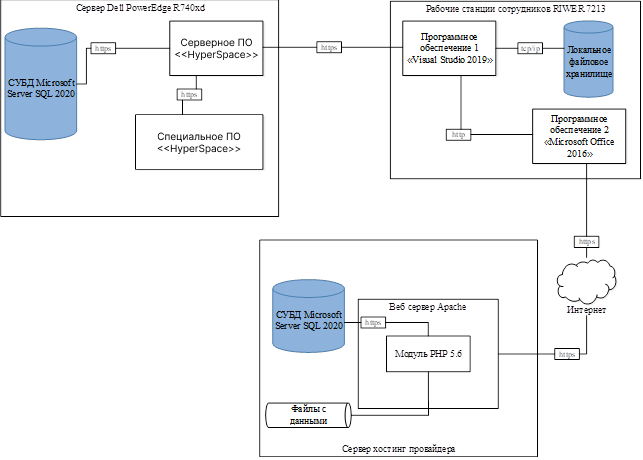 Сервер Dell PowerEdge R740xd
СУБД Microsoft
Server SQL 2020
https
Серверное ПО
<<HyperSpace>>
https
Специальное ПО
<<HyperSpace>>
https
Рабочие станции сотрудников RIWER 7213
Программное
обеспечение 1
«Visual Studio 2019»
tcp/ip
Локальное
файловое
хранилище
http
Программное
обеспечение 2
«Microsoft Office
2016»
https
Интернет
https
СУБД Microsoft
Server SQL 2020
https
Веб сервер Apache
Модуль PHP 5.6
Файлы с
данными
Сервер хостинг провайдера